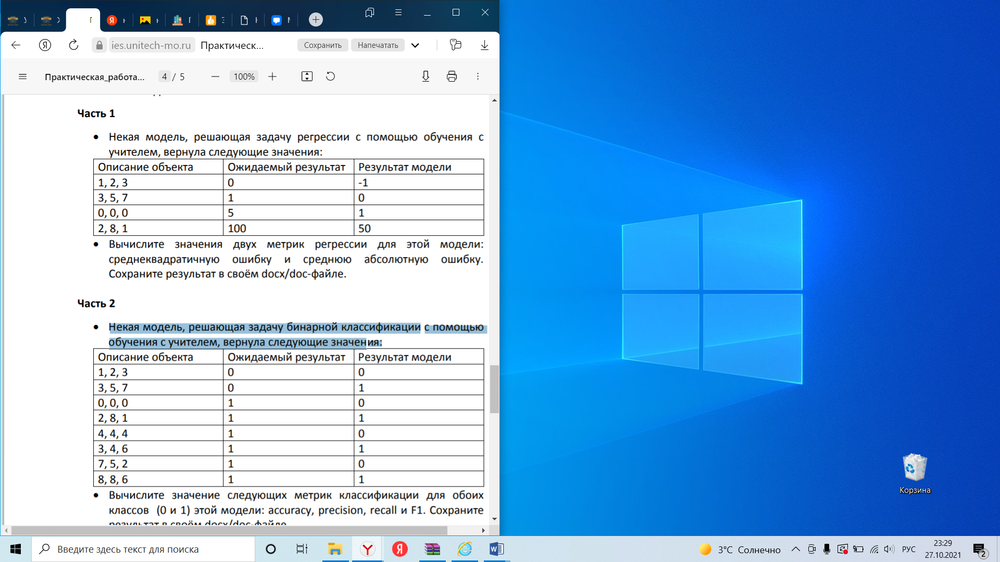 ies.unitech-mo.ru Практическ... Сохранить Напечатать
Практическая_работа... 4 / 5 100%
Часть 1
Некая модель, решающая задачу регрессии с помощью обучения с
учителем, вернула следующие значения:
Описание объекта Ожидаемый результат Результат модели
1, 2, 3 0 -1
3, 5, 7 1 0
0, 0, 0 5 1
2, 8, 1 100 50
Вычислите значения двух метрик регрессии для этой модели:
среднеквадратичную ошибку и среднюю абсолютную ошибку.
Сохраните результат в своём docx/doc-файле.
Часть 2
Некая модель, решающая задачу бинарной классификации с помощью
обучения с учителем, вернула следующие значения:
Описание объекта Ожидаемый результат Результат модели
1, 2, 3 0 0
3, 5, 7 0 1
0, 0, 0 1 0
2, 8, 1 1 1
4, 4, 4 1 0
3, 4, 6 1 1
7, 5, 2 1 0
8, 8, 6 1 1
Вычислите значение следующих метрик классификации для обоих
классов (0 и 1) этой модели: accuracy, precision, recall и F1. Сохраните
результат в своём docx/doc-файле
Корзина
Введите здесь текст для поиска
3°C Солнечно
РУС
23:29
27.10.2021
2